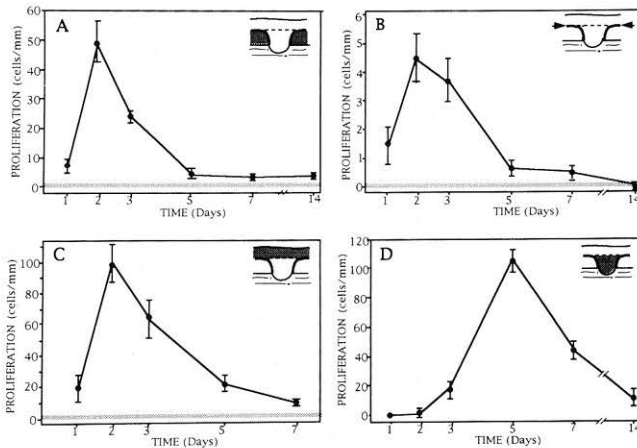 A
PROLIFERATION (cells/mm)
60
50
40
30
20
10
0
1 2 3 5 7 14
TIME (Days)
B
PROLIFERATION (cells/mm)
6
5
4
3
2
1
0
1 2 3 5 7 14
TIME (Days)
C
PROLIFERATION (cells/mm)
100
80
60
40
20
0
1 2 3 5 7
TIME (Days)
D
PROLIFERATION (cells/mm)
120
100
80
60
40
20
0
1 2 3 5 7 14
TIME (Days)